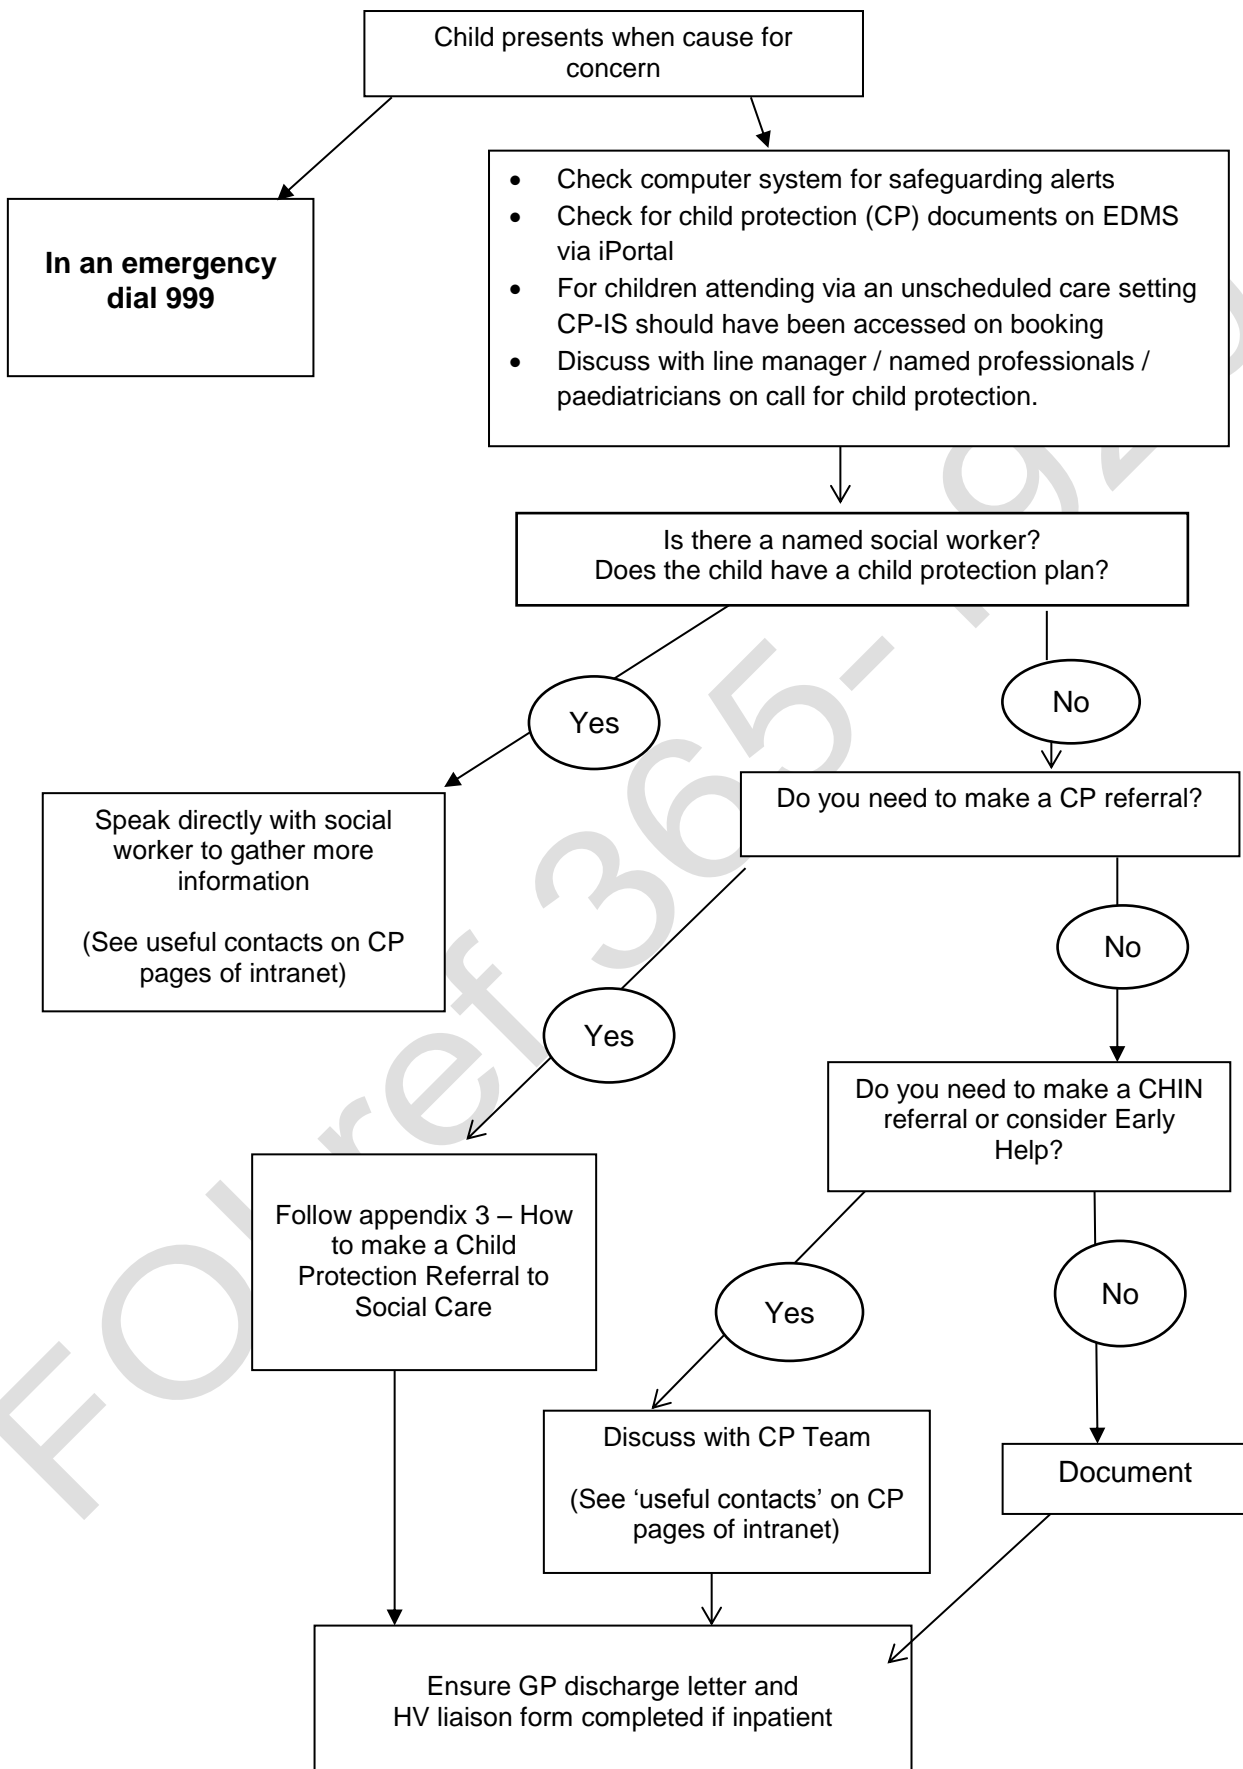 Child presents when cause for
concern
In an emergency
dial 999
• Check computer system for safeguarding alerts
• Check for child protection (CP) documents on EDMS
via iPortal
• For children attending via an unscheduled care setting
CP-IS should have been accessed on booking
• Discuss with line manager / named professionals /
paediatricians on call for child protection.
Is there a named social worker?
Does the child have a child protection plan?
Yes
No
Speak directly with social
worker to gather more
information
(See useful contacts on CP
pages of intranet)
Do you need to make a CP referral?
Yes
No
Do you need to make a CHIN
referral or consider Early
Help?
Follow appendix 3 – How
to make a Child
Protection Referral to
Social Care
Yes
No
Discuss with CP Team
(See ‘useful contacts’ on CP
pages of intranet)
Document
Ensure GP discharge letter and
HV liaison form completed if inpatient